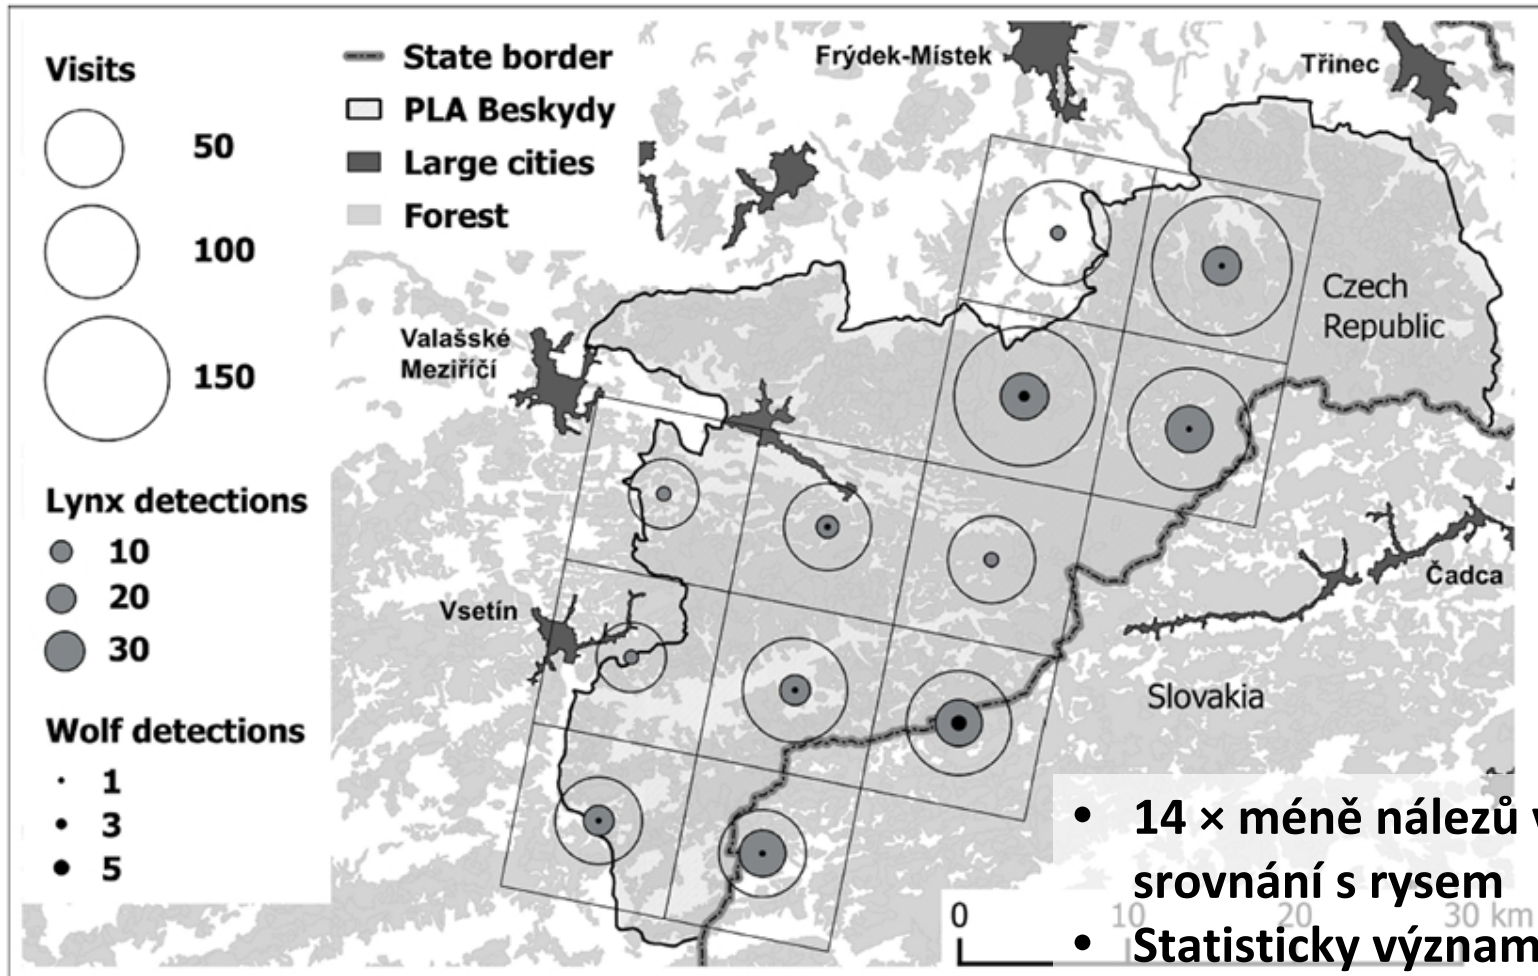 Visits
50
100
150
Lynx detections
10
20
30
Wolf detections
1
3
5
State border
PLA Beskydy
Large cities
Forest
Frýdek-Místek
Třinec
Czech
Republic
Valašské
Meziříčí
Vsetín
Čadca
Slovakia
• 14 × méně nálezů v
srovnání s rysem
0 10 20 30 km
• Statisticky význam